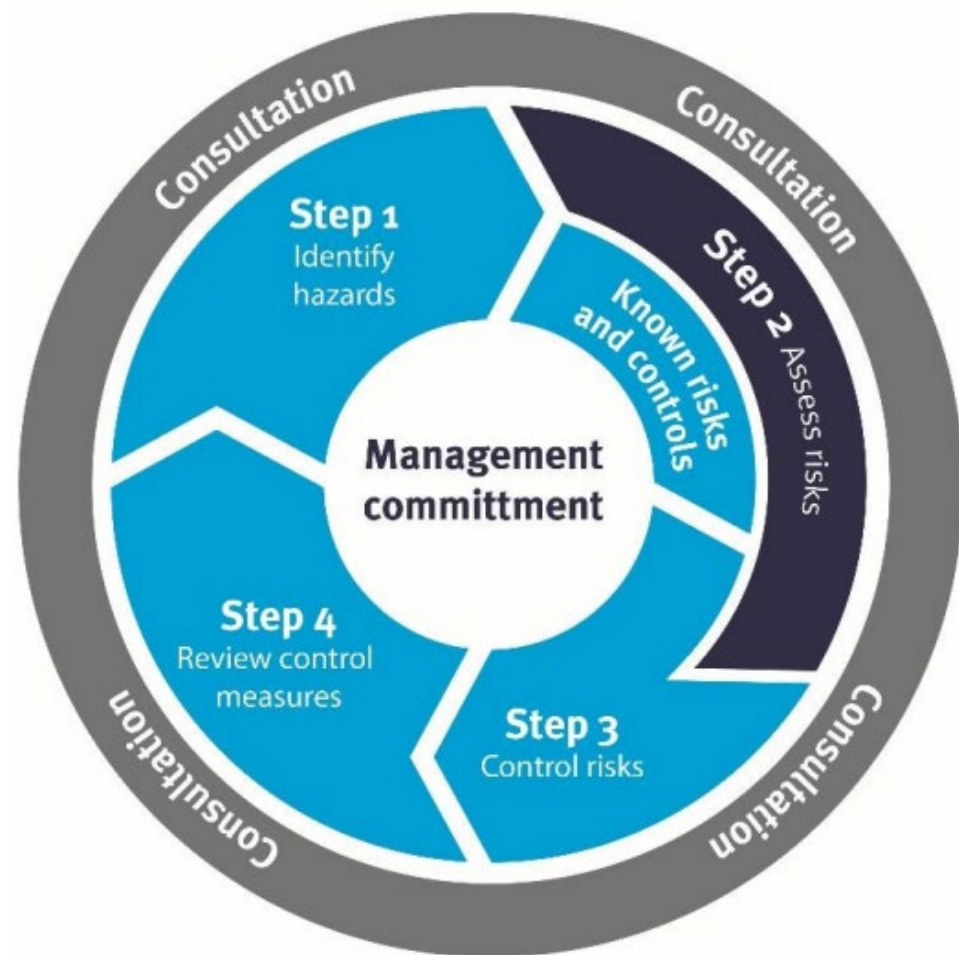 Consultation
Consultation
Step 1
Identify
hazards
Step 2 Assess risks
Known risks
and controls
Management
committment
Step 4
Review control
measures
Step 3
Control risks
Consultation
Consultation